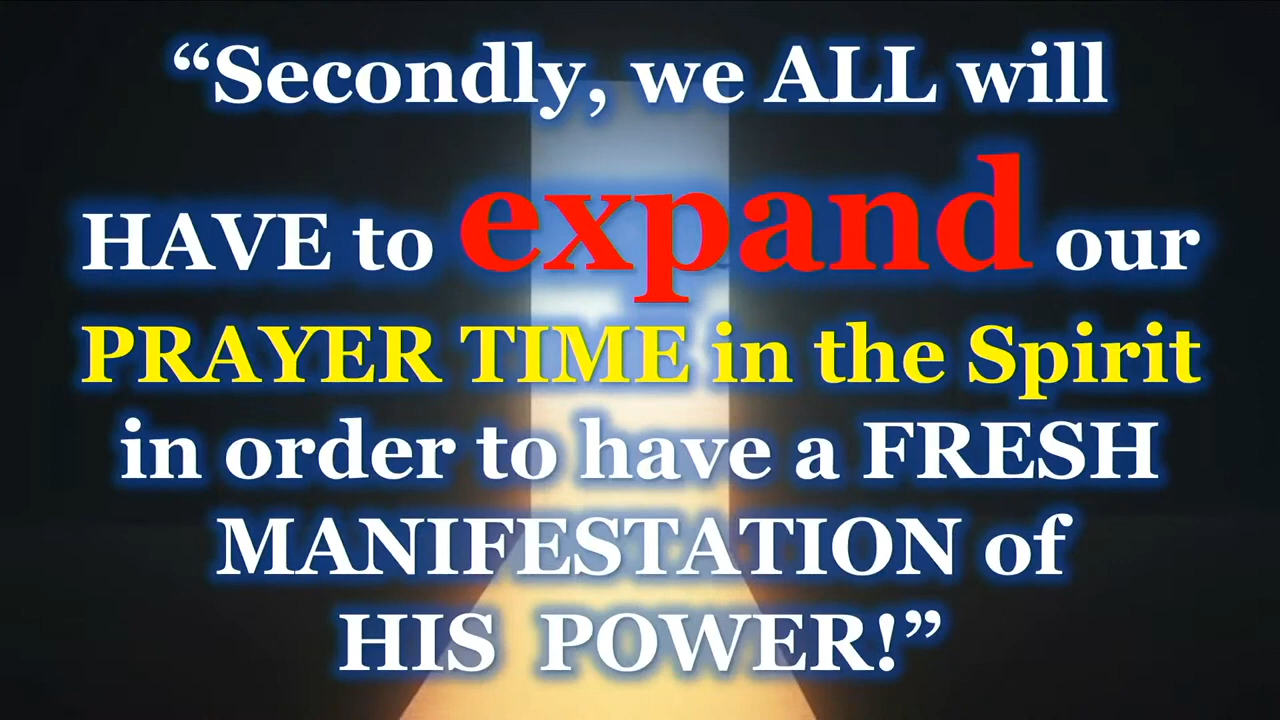 “Secondly, we ALL will
HAVE to expand our
PRAYER TIME in the Spirit
in order to have a FRESH
MANIFESTATION of
HIS POWER!”